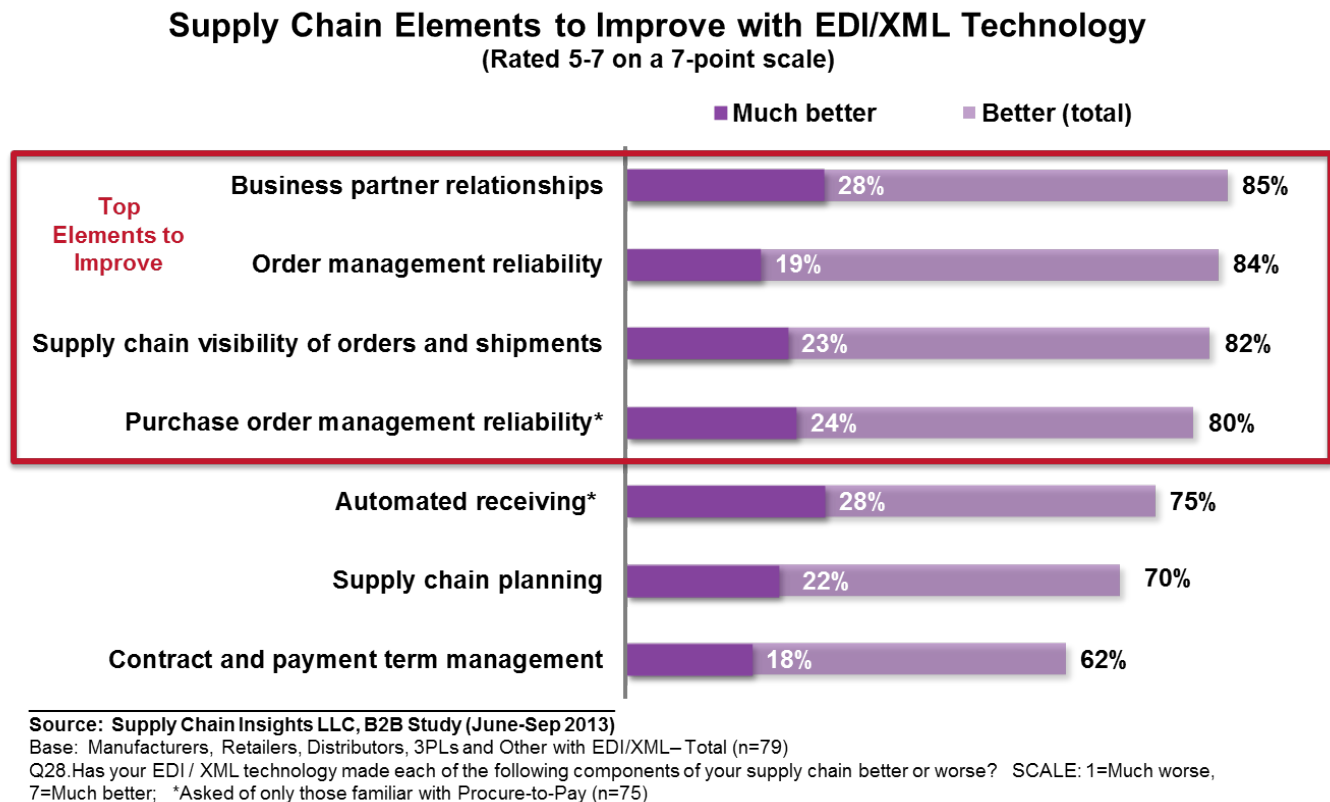 Supply Chain Elements to Improve with EDI/XML Technology
(Rated 5-7 on a 7-point scale)
Much better Better (total)
Top
Elements to
Improve
Business partner relationships 28% 85%
Order management reliability 19% 84%
Supply chain visibility of orders and shipments 23% 82%
Purchase order management reliability* 24% 80%
Automated receiving* 28% 75%
Supply chain planning 22% 70%
Contract and payment term management 18% 62%
Source: Supply Chain Insights LLC, B2B Study (June-Sep 2013)
Base: Manufacturers, Retailers, Distributors, 3PLs and Other with EDI/XML– Total (n=79)
Q28.Has your EDI / XML technology made each of the following components of your supply chain better or worse? SCALE: 1=Much worse,
7=Much better; *Asked of only those familiar with Procure-to-Pay (n=75)